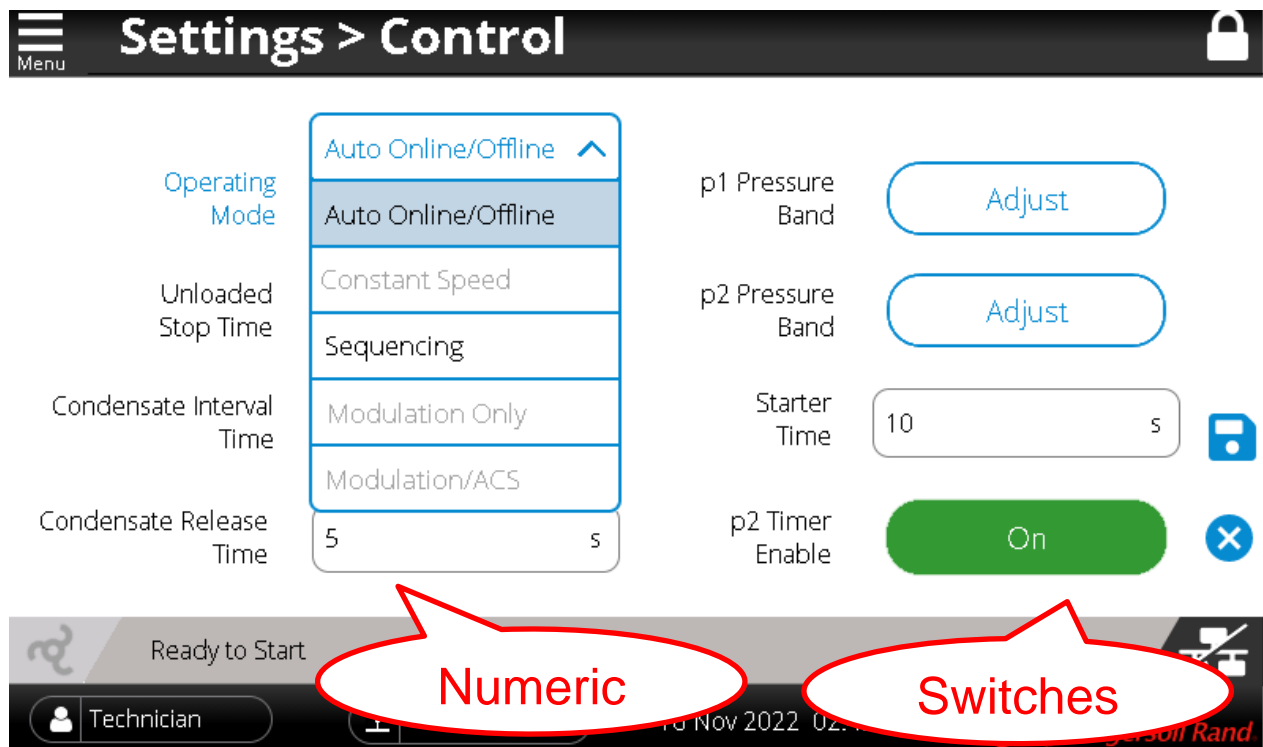 Settings > Control
Menu
Operating
Mode
Auto Online/Offline
Auto Online/Offline
Constant Speed
Sequencing
Modulation Only
Modulation/ACS
Unloaded
Stop Time
Condensate Interval
Time
Condensate Release
Time
5 s
p1 Pressure
Band
Adjust
p2 Pressure
Band
Adjust
Starter
Time
10 s
p2 Timer
Enable
On
Ready to Start
Numeric
Switches
Technician
Nov 2022 02
Rand